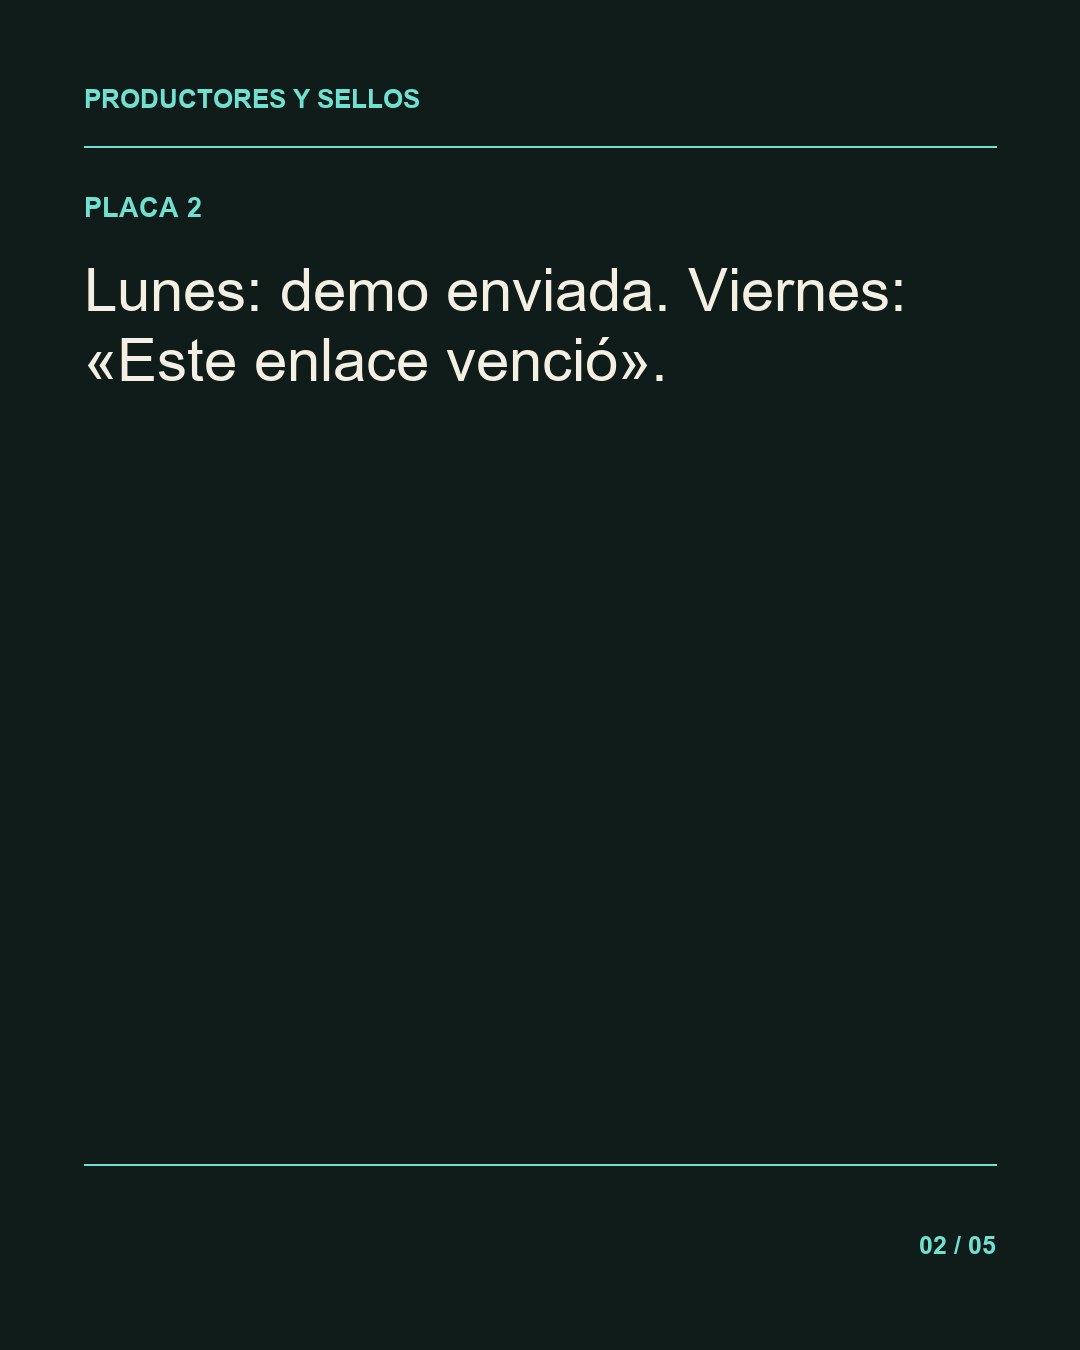 PRODUCTORES Y SELLOS
PLACA 2
Lunes: demo enviada. Viernes:
«Este enlace venció».
02 / 05